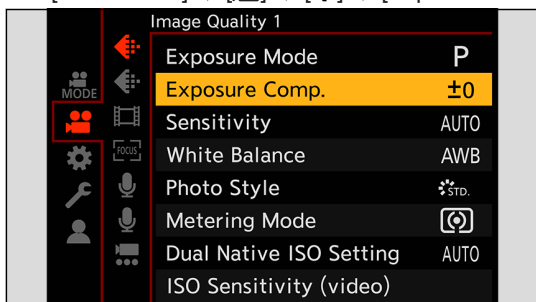 Image Quality 1
Exposure Mode P
MODE
Exposure Comp. ±0
Sensitivity AUTO
FOCUS
White Balance AWB
Photo Style STD.
Metering Mode
Dual Native ISO Setting AUTO
ISO Sensitivity (video)